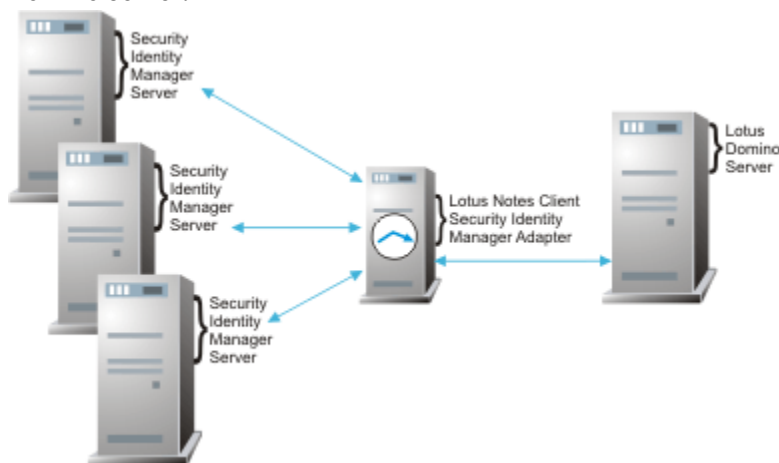 Security
Identity
Manager
Server
Security
Identity
Manager
Server
Security
Identity
Manager
Server
Lotus Notes Client
Security Identity
Manager Adapter
Lotus
Domino
Server